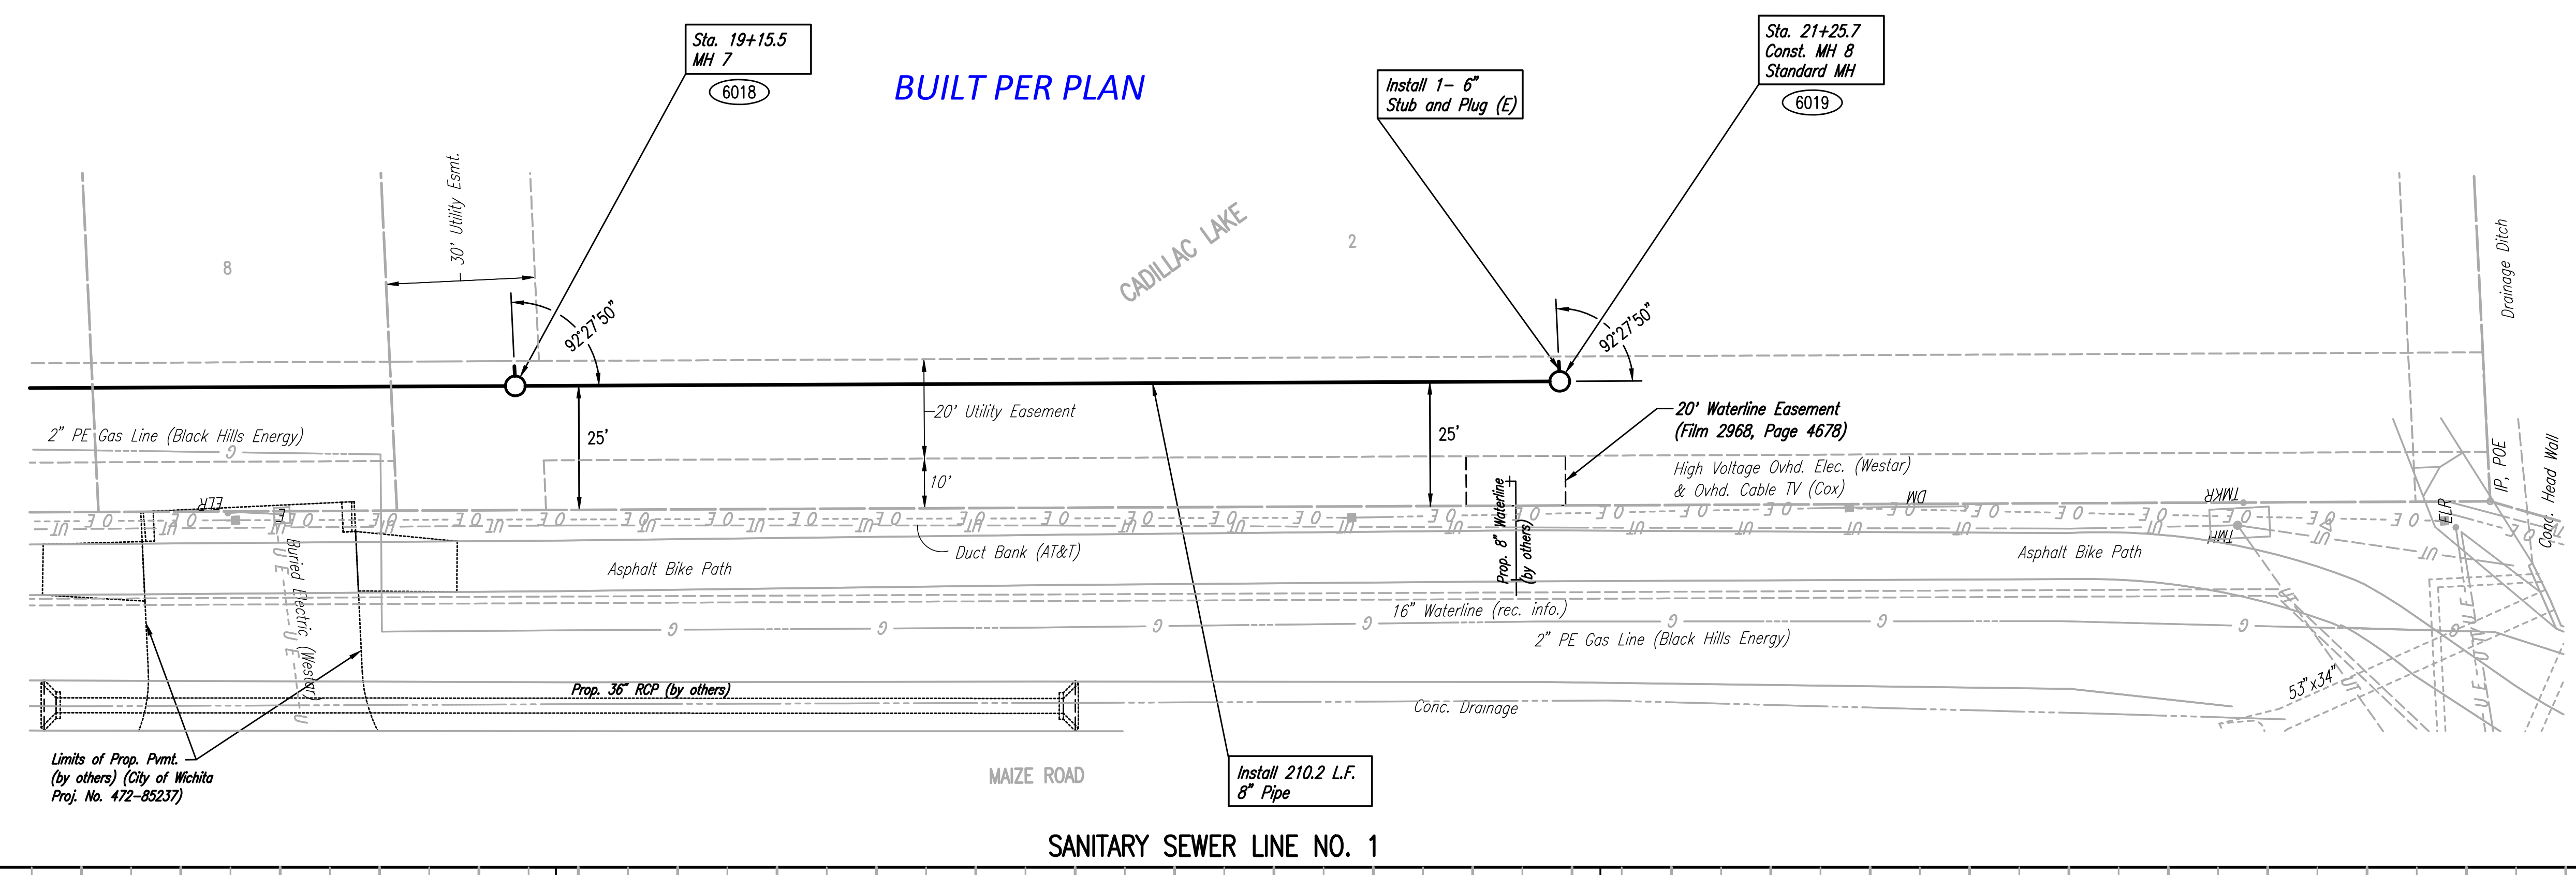 Sta. 19+15.5
MH 7
6018
BUILT PER PLAN
Install 1- 6"
Stub and Plug (E)
Sta. 21+25.7
Const. MH 8
Standard MH
6019
30' Utility Esmt.
8
CADILLAC LAKE
2
Drainage Ditch
92°27'50"
92°27'50"
2" PE Gas Line (Black Hills Energy)
25'
20' Utility Easement
10'
25'
20' Waterline Easement
(Film 2968, Page 4678)
High Voltage Ovhd. Elec. (Westar)
& Ovhd. Cable TV (Cox)
IP, POE
Conc. Head Wall
ELR
E
DM
TMKR
ELR
TMH
Duct Bank (AT&T)
Prop. 8" Waterline
(by others)
Asphalt Bike Path
Asphalt Bike Path
Buried Electric (Westar)
16" Waterline (rec. info.)
2" PE Gas Line (Black Hills Energy)
Prop. 36" RCP (by others)
Conc. Drainage
53"x34"
Limits of Prop. Pvmt.
(by others) (City of Wichita
Proj. No. 472-85237)
MAIZE ROAD
Install 210.2 L.F.
8" Pipe
SANITARY SEWER LINE NO. 1